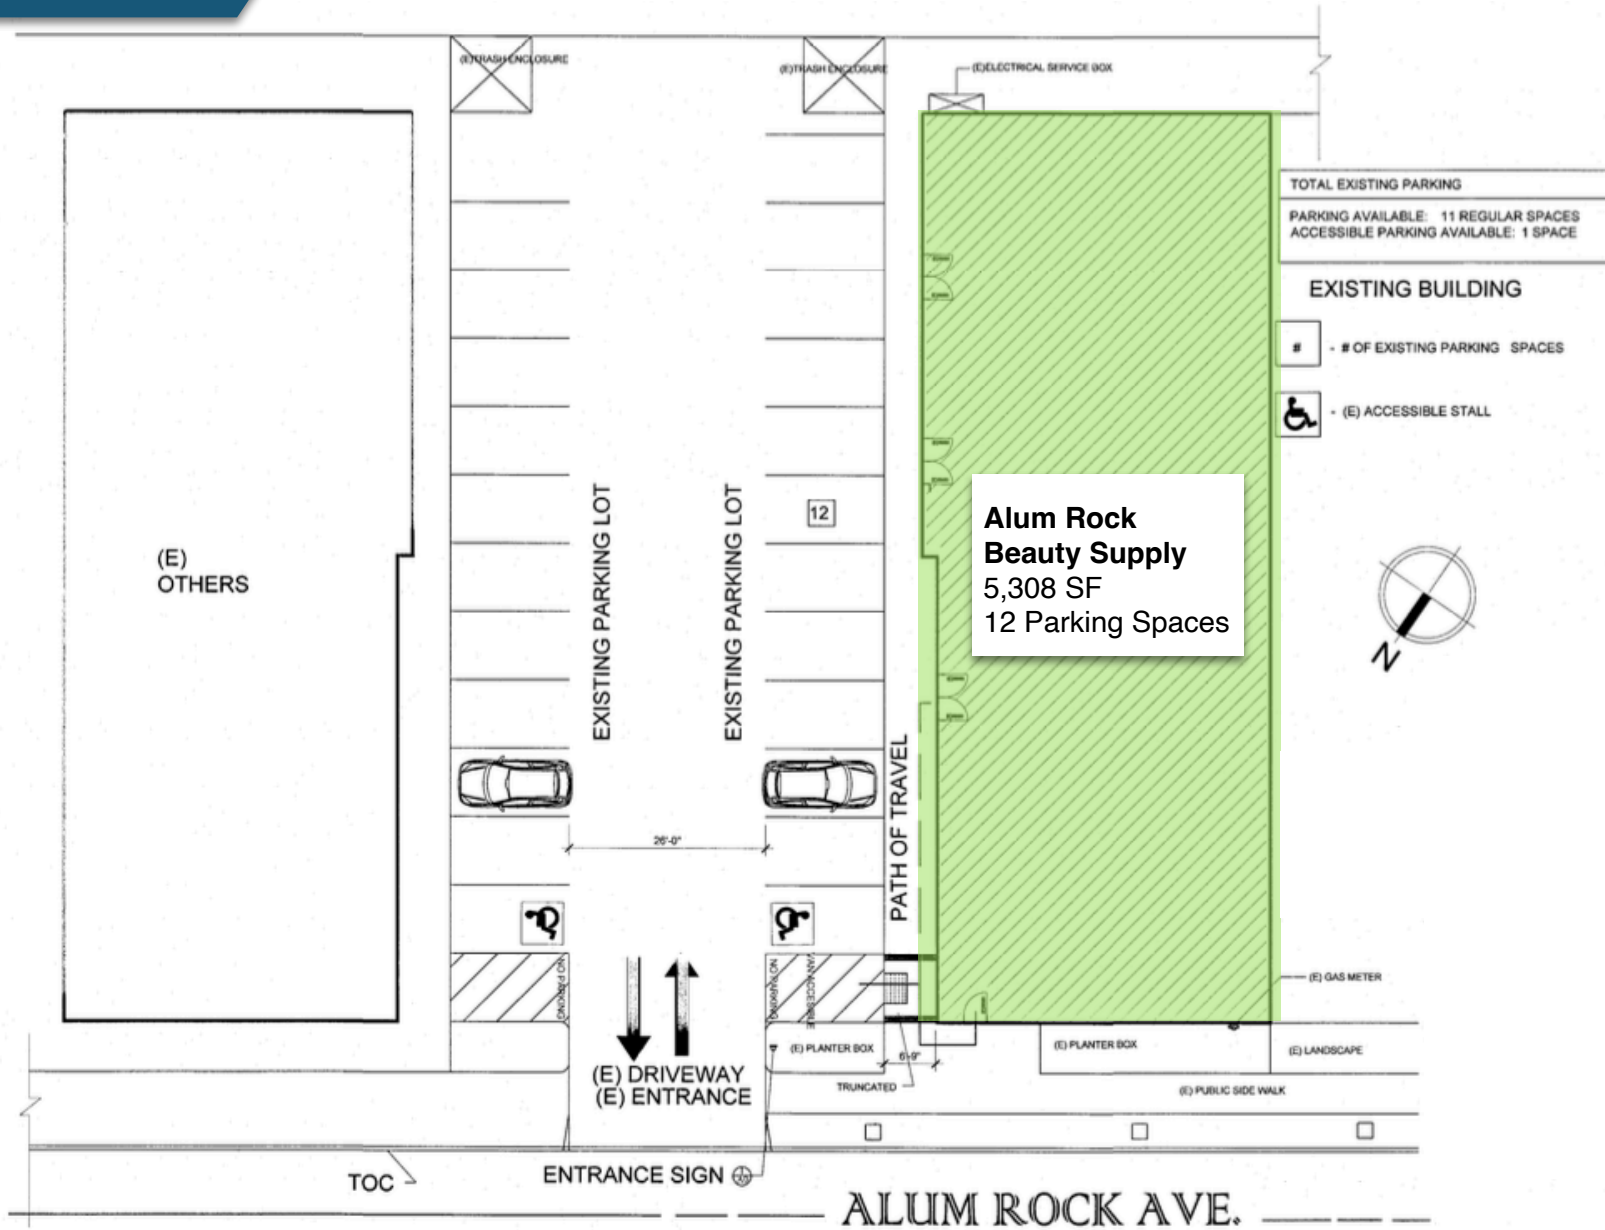 (E)TRASH ENCLOSURE
(E)TRASH ENCLOSURE
(E)ELECTRICAL SERVICE BOX
TOTAL EXISTING PARKING
PARKING AVAILABLE: 11 REGULAR SPACES
ACCESSIBLE PARKING AVAILABLE: 1 SPACE
EXISTING BUILDING
# - # OF EXISTING PARKING SPACES
- (E) ACCESSIBLE STALL
EXISTING PARKING LOT
EXISTING PARKING LOT
12
Alum Rock
Beauty Supply
5,308 SF
12 Parking Spaces
(E)
OTHERS
N
PATH OF TRAVEL
26'-0"
NO PARKING
NO PARKING
VAN ACCESSIBLE
(E) GAS METER
(E) PLANTER BOX
(E) PLANTER BOX
(E) LANDSCAPE
6'-9"
(E) DRIVEWAY
(E) ENTRANCE
TRUNCATED
(E) PUBLIC SIDE WALK
TOC
ENTRANCE SIGN
ALUM ROCK AVE.